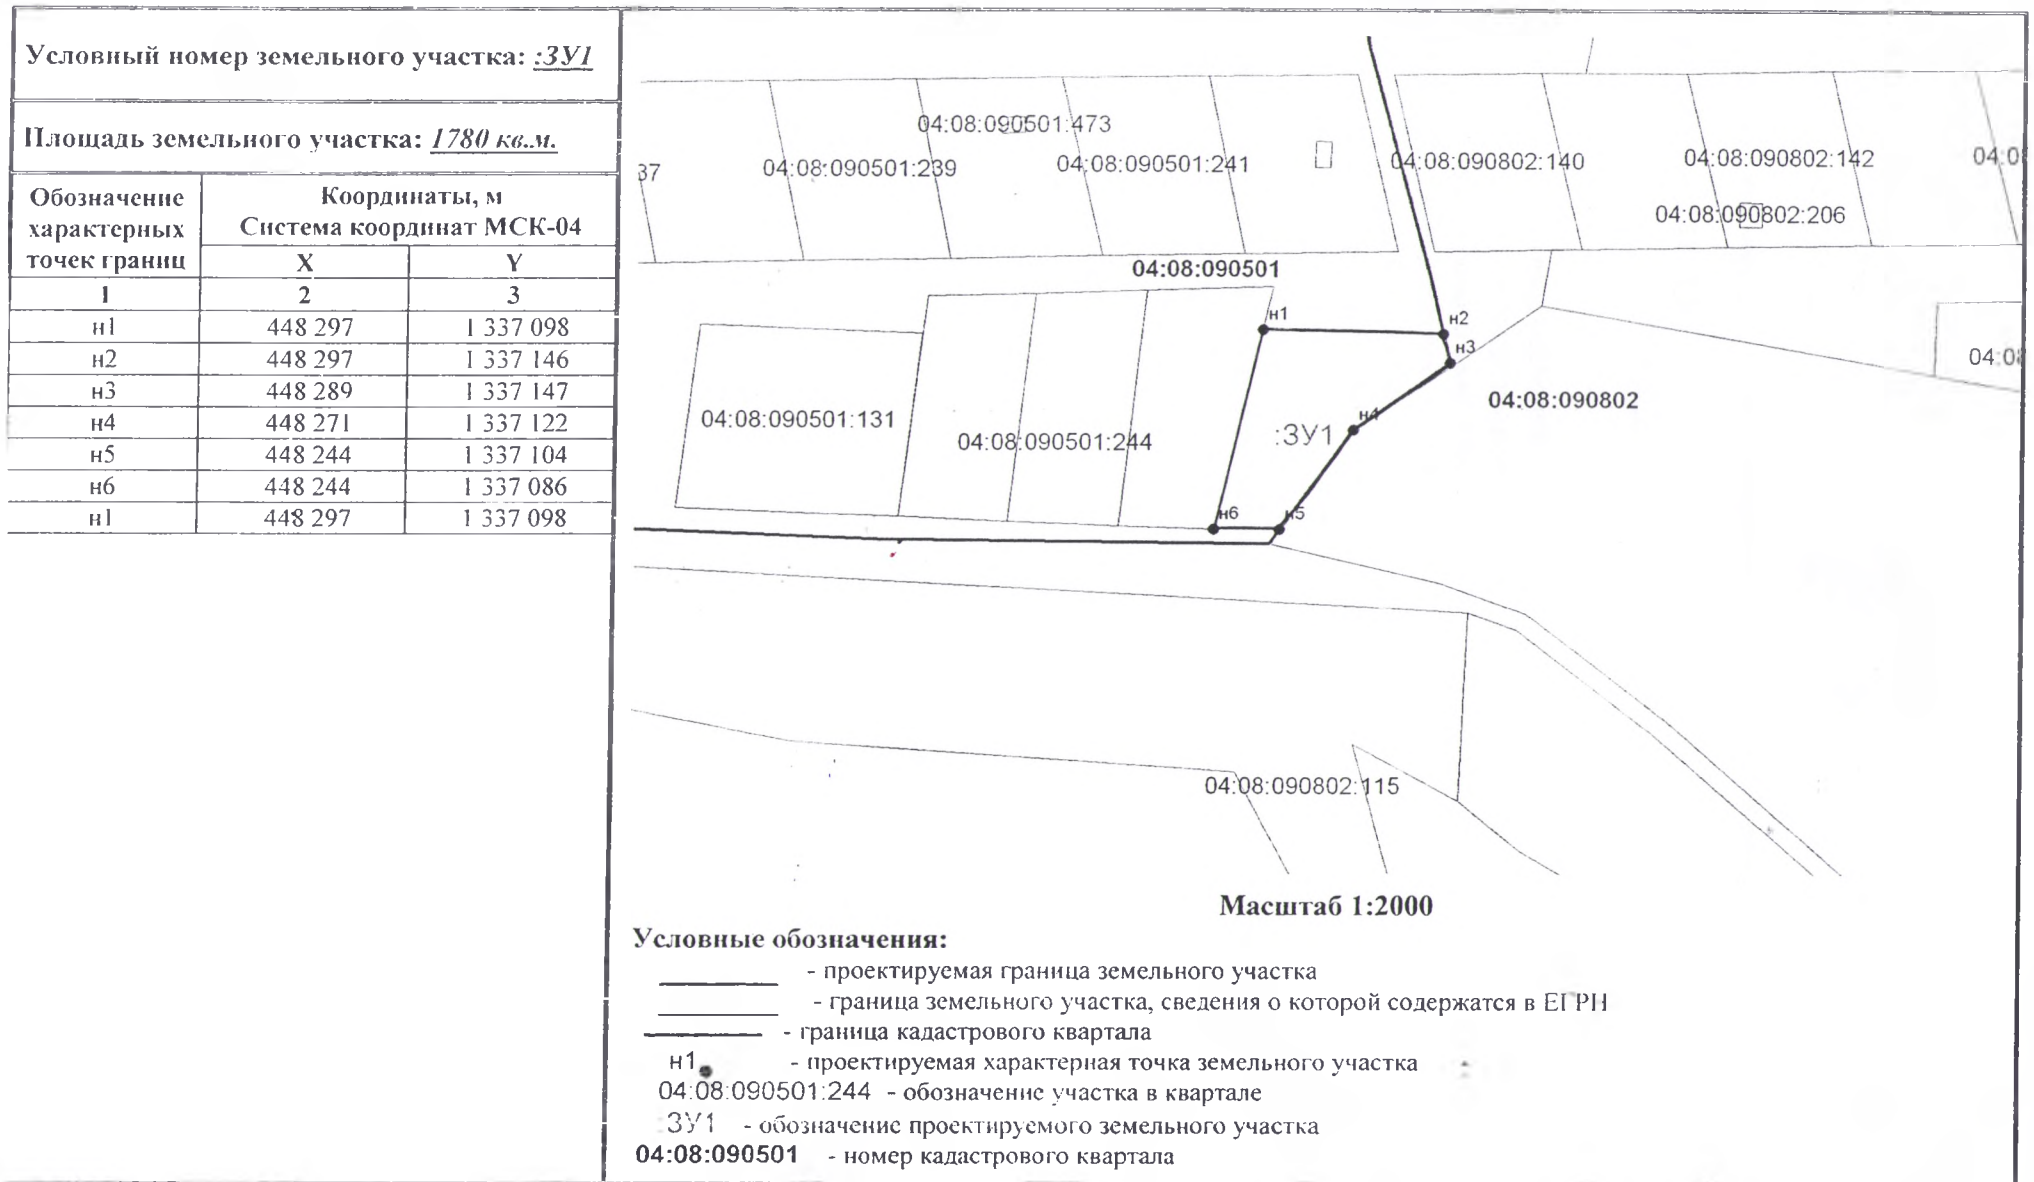 Условный номер земельного участка: :ЗУ1
Площадь земельного участка: 1780 кв.м.
Обозначение характерных точек границ
Координаты, м
Система координат МСК-04
X Y
1 2 3
н1 448 297 1 337 098
н2 448 297 1 337 146
н3 448 289 1 337 147
н4 448 271 1 337 122
н5 448 244 1 337 104
н6 448 244 1 337 086
н1 448 297 1 337 098
04:08:090501:473
37 04:08:090501:239 04:08:090501:241 04:08:090802:140 04:08:090802:142 04:0
04:08:090802:206
04:08:090501
н1 н2
н3
04:08
04:08:090802
04:08:090501:131 04:08:090501:244 :ЗУ1 н4
н6 н5
04:08:090802:115
Масштаб 1:2000
Условные обозначения:
- проектируемая граница земельного участка
- граница земельного участка, сведения о которой содержатся в ЕГРН
- граница кадастрового квартала
н1 - проектируемая характерная точка земельного участка
04:08:090501:244 - обозначение участка в квартале
:ЗУ1 - обозначение проектируемого земельного участка
04:08:090501 - номер кадастрового квартала